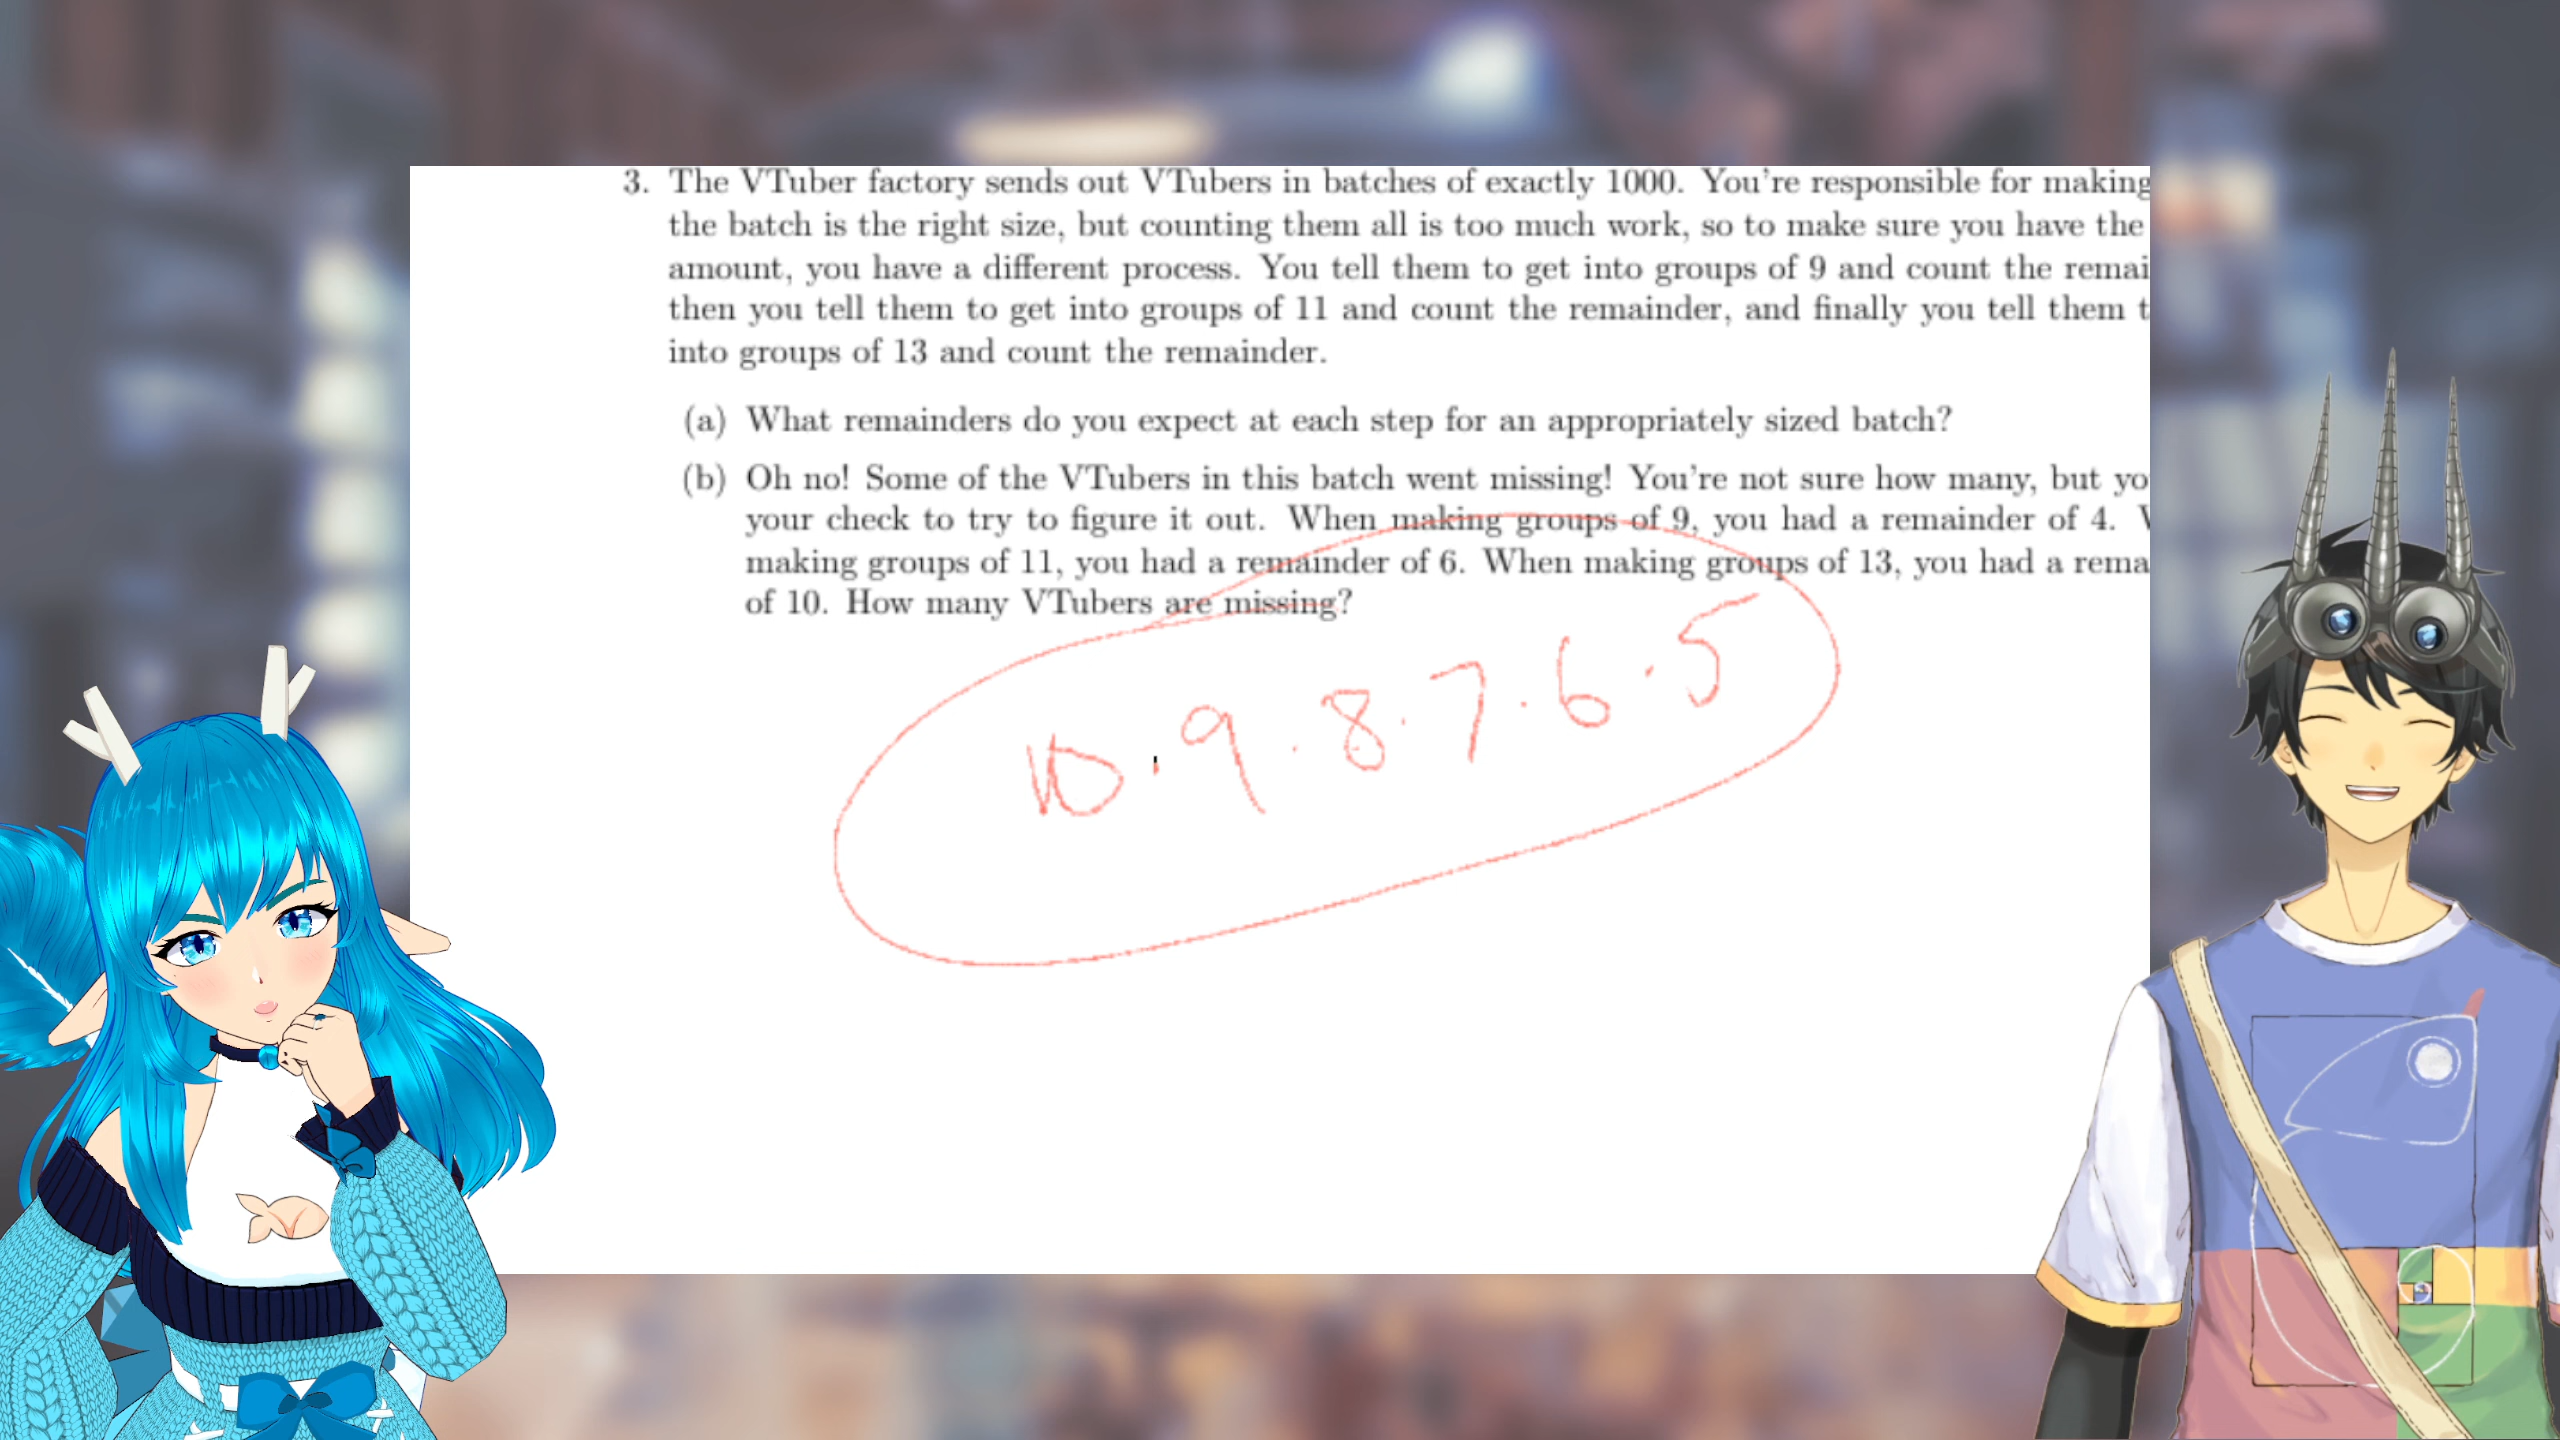 3. The VTuber factory sends out VTubers in batches of exactly 1000. You're responsible for making
the batch is the right size, but counting them all is too much work, so to make sure you have the
amount, you have a different process. You tell them to get into groups of 9 and count the remai
then you tell them to get into groups of 11 and count the remainder, and finally you tell them t
into groups of 13 and count the remainder.
(a) What remainders do you expect at each step for an appropriately sized batch?
(b) Oh no! Some of the VTubers in this batch went missing! You're not sure how many, but yo
your check to try to figure it out. When making groups of 9, you had a remainder of 4.
making groups of 11, you had a remainder of 6. When making groups of 13, you had a rema
of 10. How many VTubers are missing?
10 · 9 · 8 · 7 · 6 · 5